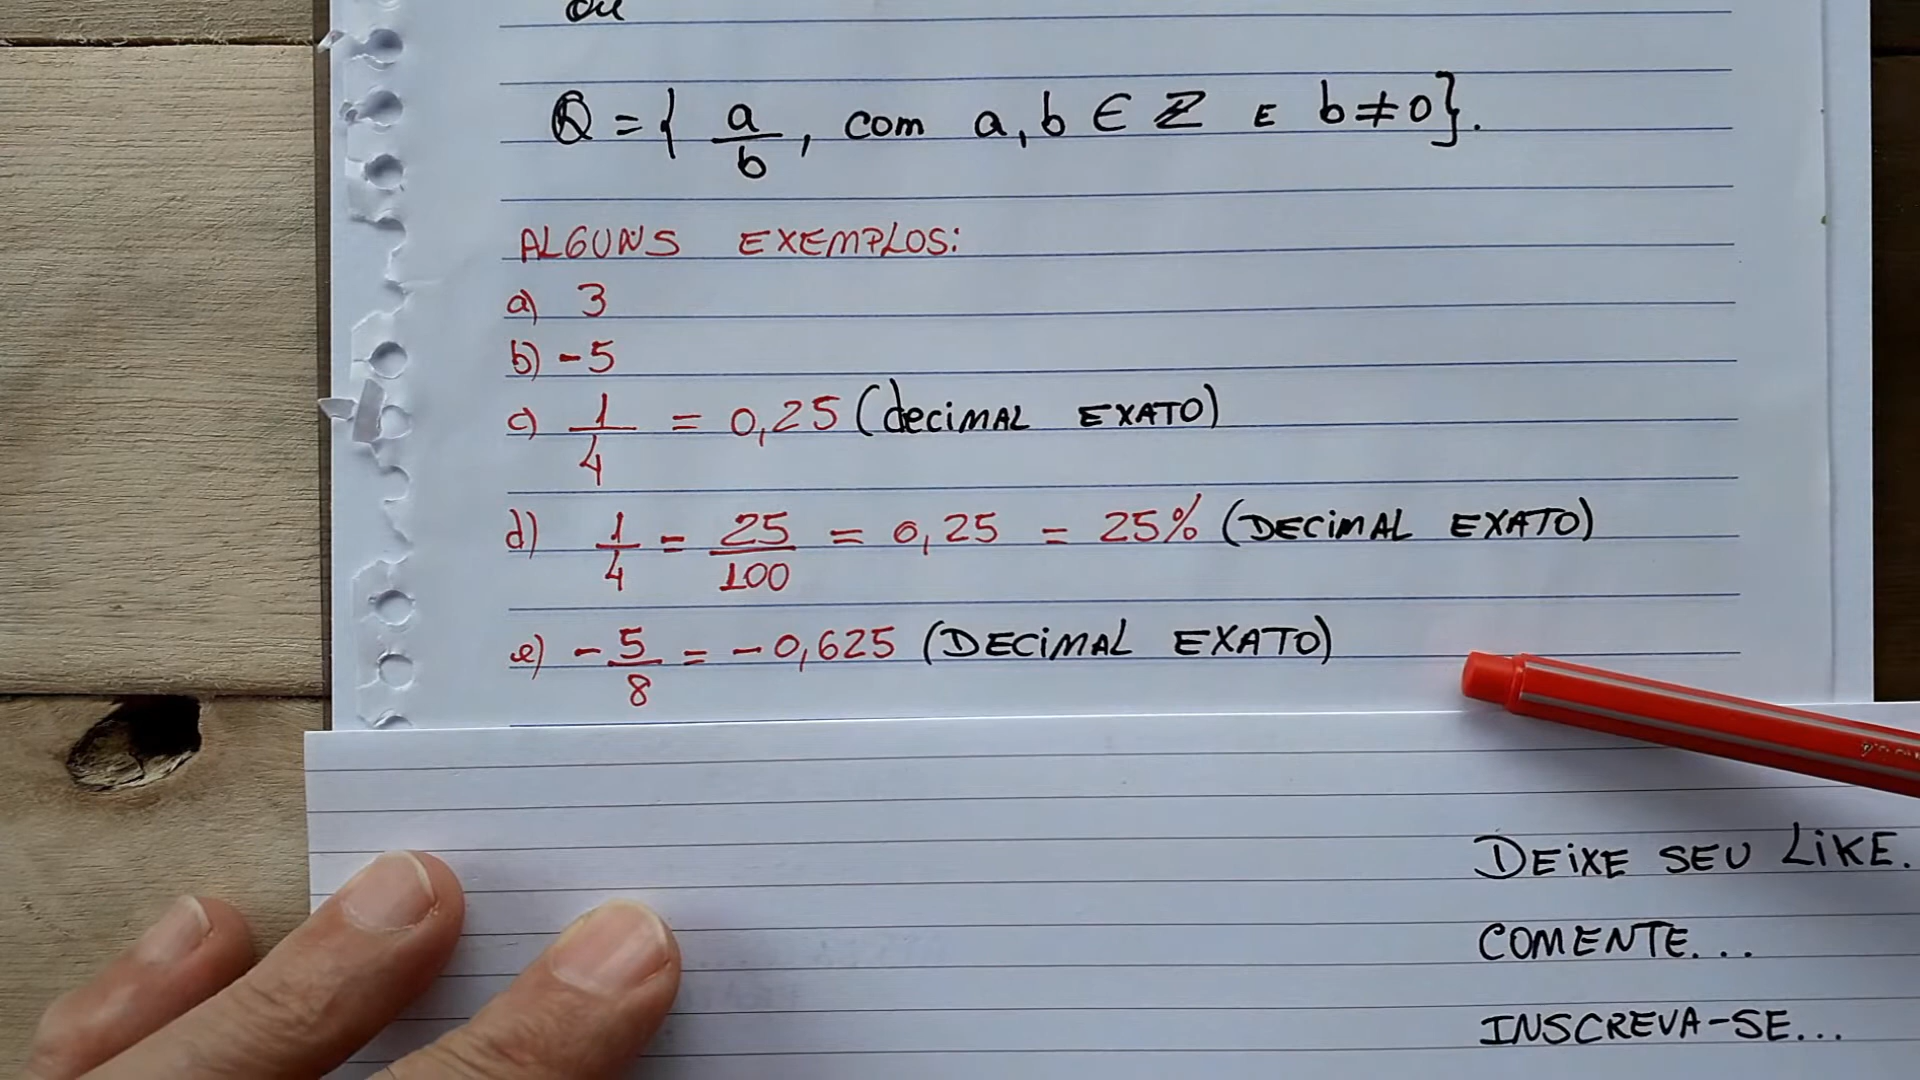 ou
Q = { a/b, com a, b ∈ Z E b ≠ 0}.
ALGUNS EXEMPLOS:
a) 3
b) -5
c) 1/4 = 0,25 (decimal EXATO)
d) 1/4 = 25/100 = 0,25 = 25% (DECIMAL EXATO)
e) -5/8 = -0,625 (DECIMAL EXATO)
DEIXE SEU LIKE.
COMENTE...
INSCREVA-SE...